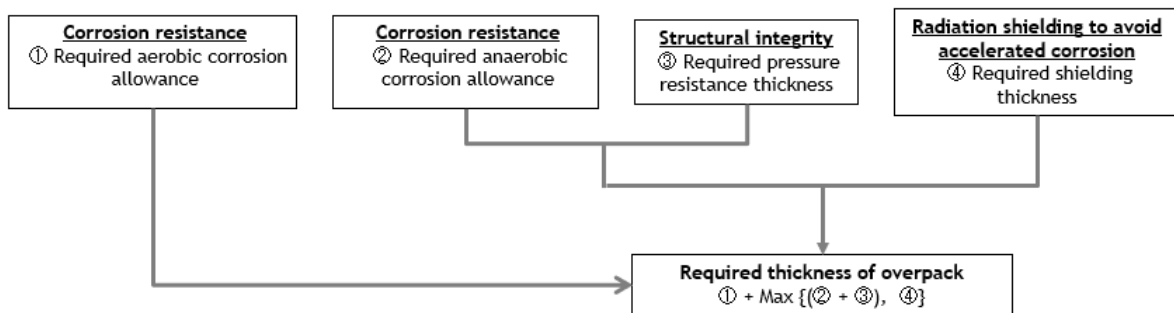 Corrosion resistance
① Required aerobic corrosion
allowance
Corrosion resistance
② Required anaerobic
corrosion allowance
Structural integrity
③ Required pressure
resistance thickness
Radiation shielding to avoid
accelerated corrosion
④ Required shielding
thickness
Required thickness of overpack
① + Max {(② + ③), ④}